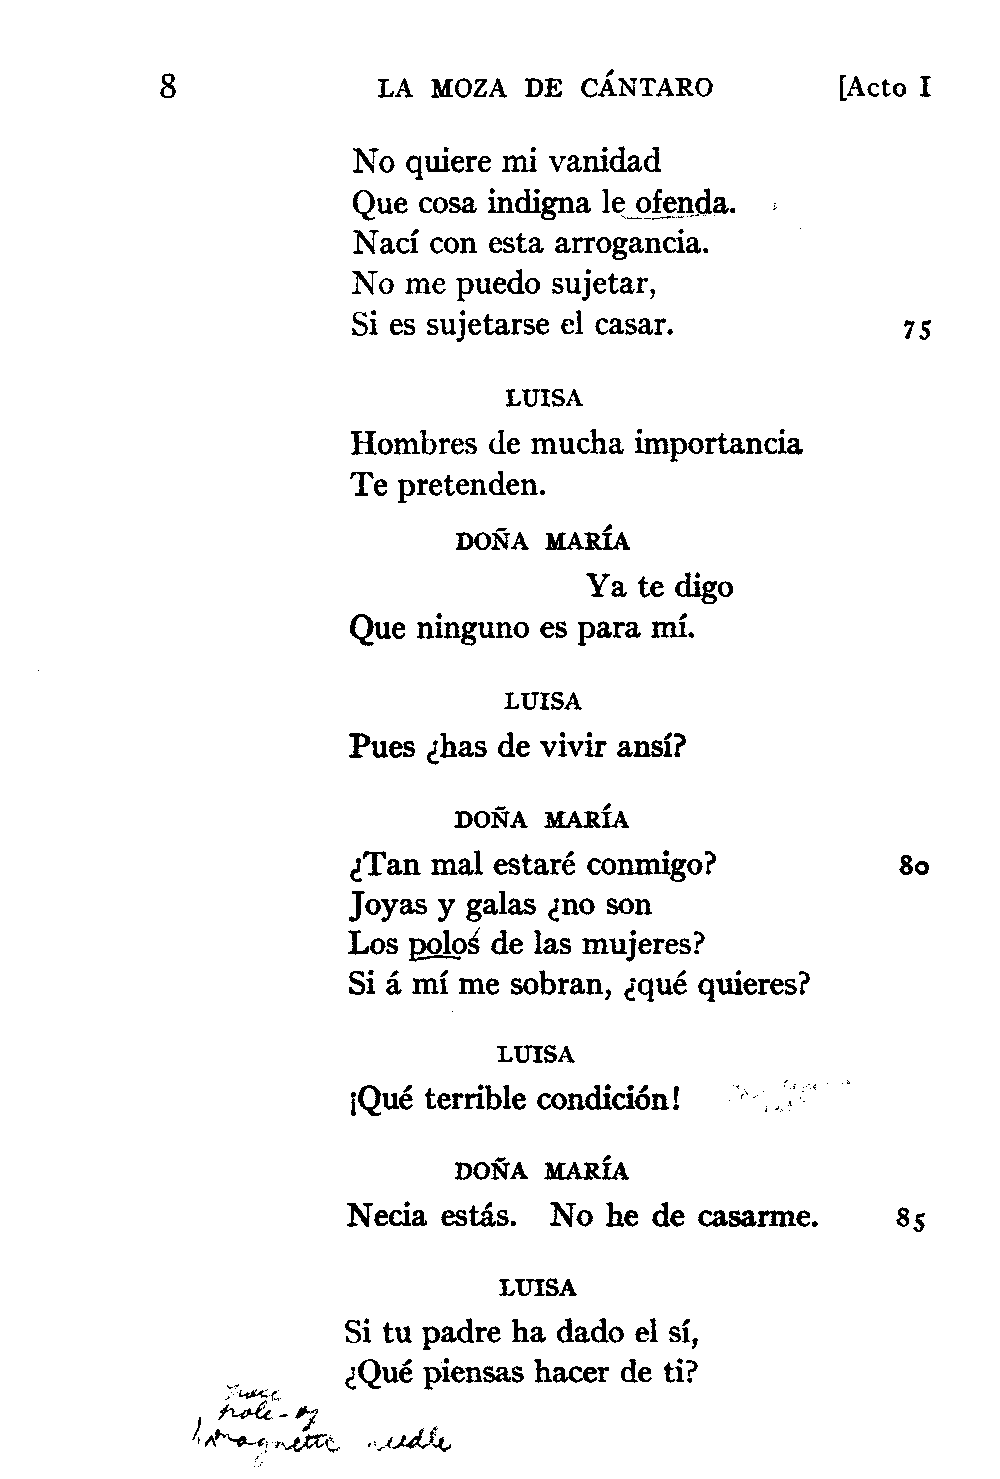 8 LA MOZA DE CÁNTARO [Acto I
No quiere mi vanidad
Que cosa indigna le ofenda.
Nací con esta arrogancia.
No me puedo sujetar,
Si es sujetarse el casar. 75
LUISA
Hombres de mucha importancia
Te pretenden.
DOÑA MARÍA
Ya te digo
Que ninguno es para mí.
LUISA
Pues ¿has de vivir ansí?
DOÑA MARÍA
¿Tan mal estaré conmigo? 80
Joyas y galas ¿no son
Los polos de las mujeres?
Si á mí me sobran, ¿qué quieres?
LUISA
¡Qué terrible condición!
DOÑA MARÍA
Necia estás. No he de casarme. 85
LUISA
Si tu padre ha dado el sí,
¿Qué piensas hacer de ti?
pole - of
magnetic needle